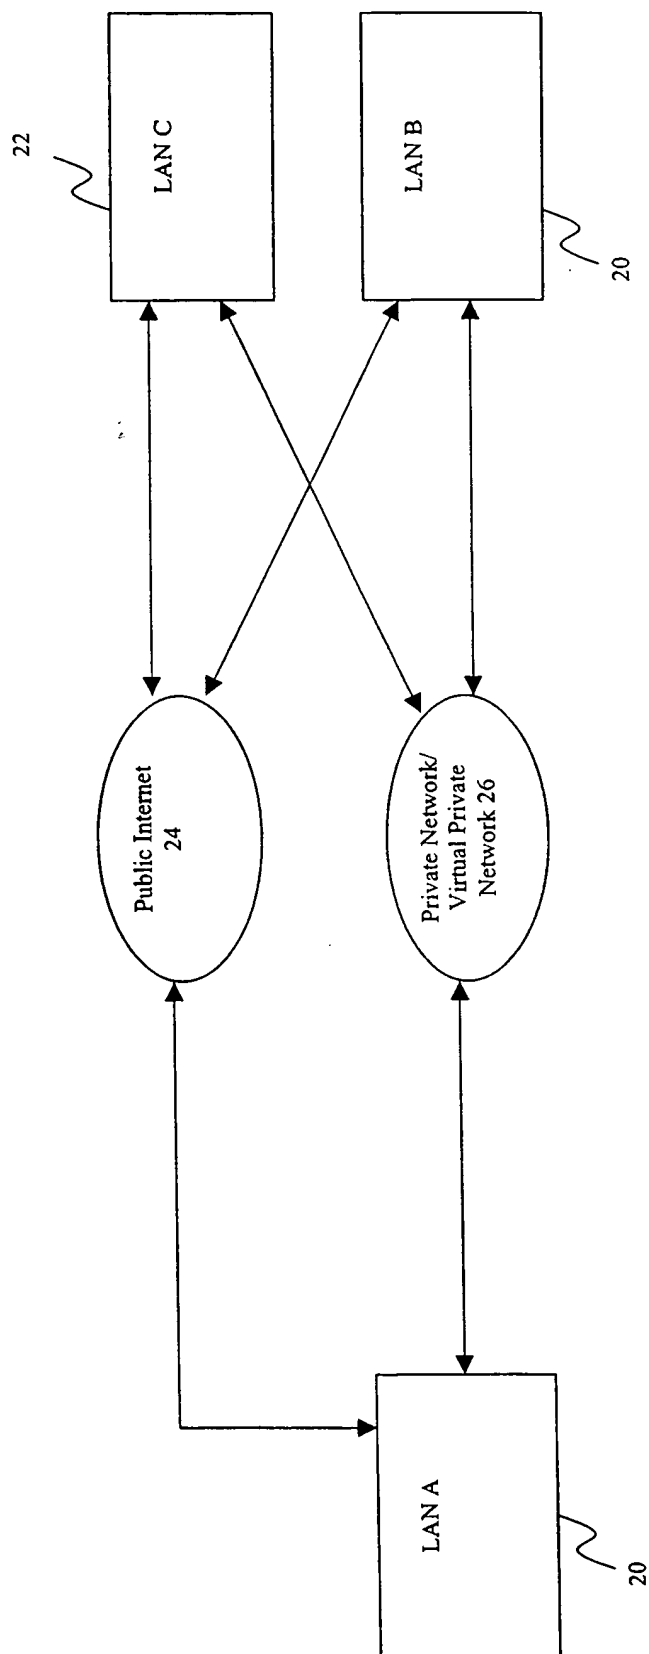 22
LAN C
LAN B
20
Public Internet
24
Private Network/
Virtual Private
Network 26
LAN A
20